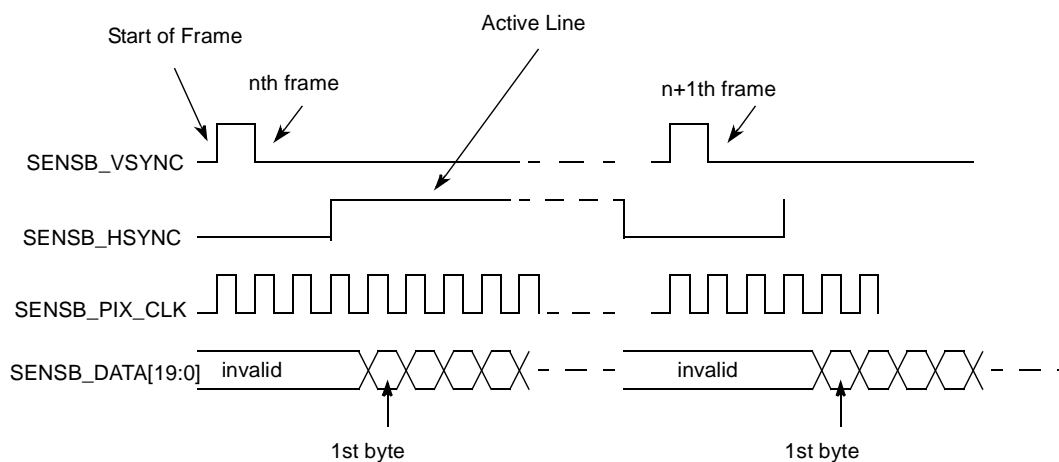 Active Line
Start of Frame
nth frame
n+1th frame
SENSB_VSYNC
SENSB_HSYNC
SENSB_PIX_CLK
SENSB_DATA[19:0]
invalid
invalid
1st byte
1st byte